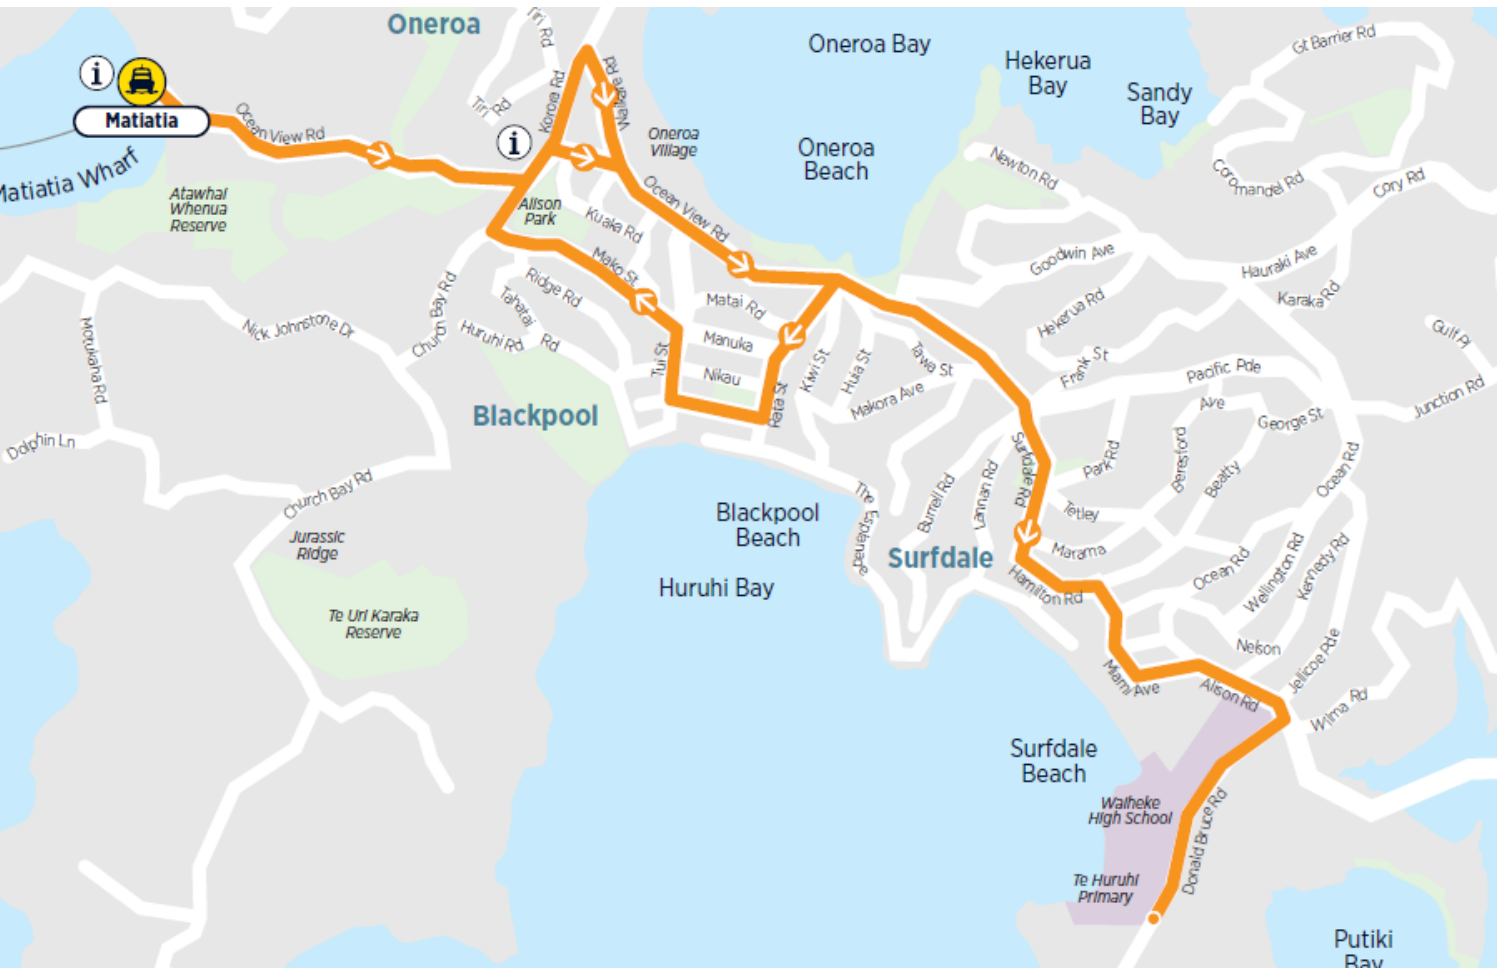 Oneroa
Tiri Rd
Oneroa Bay
Hekerua
Bay
Gt Barrier Rd
Sandy
Bay
i
Matiatia
Matiatia Wharf
Ocean View Rd
Tiri
Rd
Koroa Rd
Waikare Rd
i
Oneroa
Village
Oneroa
Beach
Newton Rd
Coromandel Rd
Cory Rd
Atawhai
Whenua
Reserve
Alison
Park
Kuaka Rd
Ocean View Rd
Goodwin Ave
Hauraki Ave
Karaka Rd
Mako St
Ridge Rd
Tahatai
Rd
Matai Rd
Hekerua Rd
Gulf Pl
Motukaha Rd
Nick Johnstone Dr
Church Bay Rd
Huruhi Rd
Tui St
Manuka
Nikau
Rata St
Kiwi St
Huia St
Tawa St
Makora Ave
Frank St
Pacific Pde
Junction Rd
Blackpool
Ave
George St
Dolphin Ln
Church Bay Rd
Surfdale Rd
Park Rd
Beresford
Beatty
Ocean Rd
Burrell Rd
Lannan Rd
Tetley
The Esplanade
Blackpool
Beach
Jurassic
Ridge
Surfdale
Marama
Hamilton Rd
Ocean Rd
Wellington Rd
Kennedy Rd
Huruhi Bay
Te Uri Karaka
Reserve
Nelson
Jellicoe Pde
Miami Ave
Alison Rd
Wilma Rd
Surfdale
Beach
Waiheke
High School
Donald Bruce Rd
Te Huruhi
Primary
Putiki
Bay